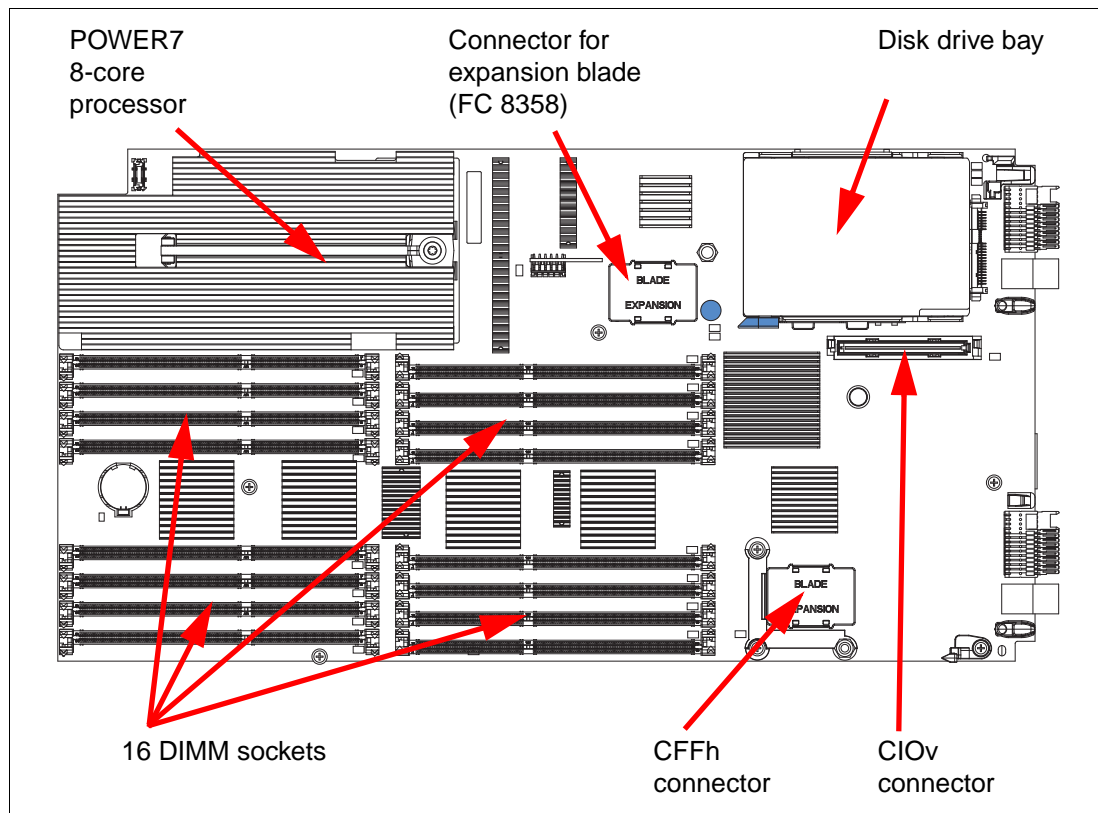 POWER7
8-core
processor
Connector for
expansion blade
(FC 8358)
Disk drive bay
BLADE
EXPANSION
BLADE
PANSION
16 DIMM sockets
CFFh
connector
CIOv
connector